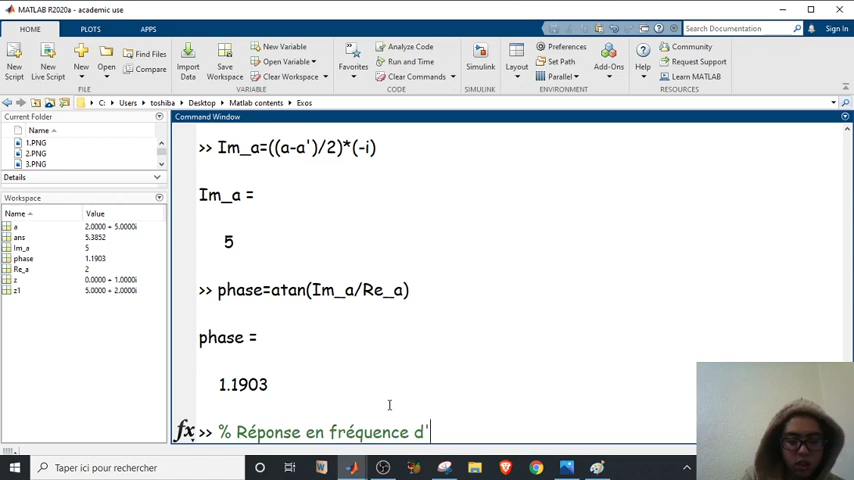 MATLAB R2020a - academic use
HOME PLOTS APPS
Search Documentation
Sign In
New Script
New Live Script
New
Open
Find Files
Compare
Import Data
Save Workspace
New Variable
Open Variable
Clear Workspace
Favorites
Analyze Code
Run and Time
Clear Commands
Simulink
Layout
Preferences
Set Path
Parallel
Add-Ons
Help
Community
Request Support
Learn MATLAB
FILE VARIABLE CODE SIMULINK ENVIRONMENT RESOURCES
C: Users toshiba Desktop Matlab contents Exos
Current Folder
Name
1.PNG
2.PNG
3.PNG
Details
Workspace
Name Value
a 2.0000 + 5.0000i
ans 5.3852
Im_a 5
phase 1.1903
Re_a 2
z 0.0000 + 1.0000i
z1 5.0000 + 2.0000i
Command Window
>> Im_a=((a-a')/2)*(-i)
Im_a =
5
>> phase=atan(Im_a/Re_a)
phase =
1.1903
fx >> % Réponse en fréquence d'
Taper ici pour rechercher